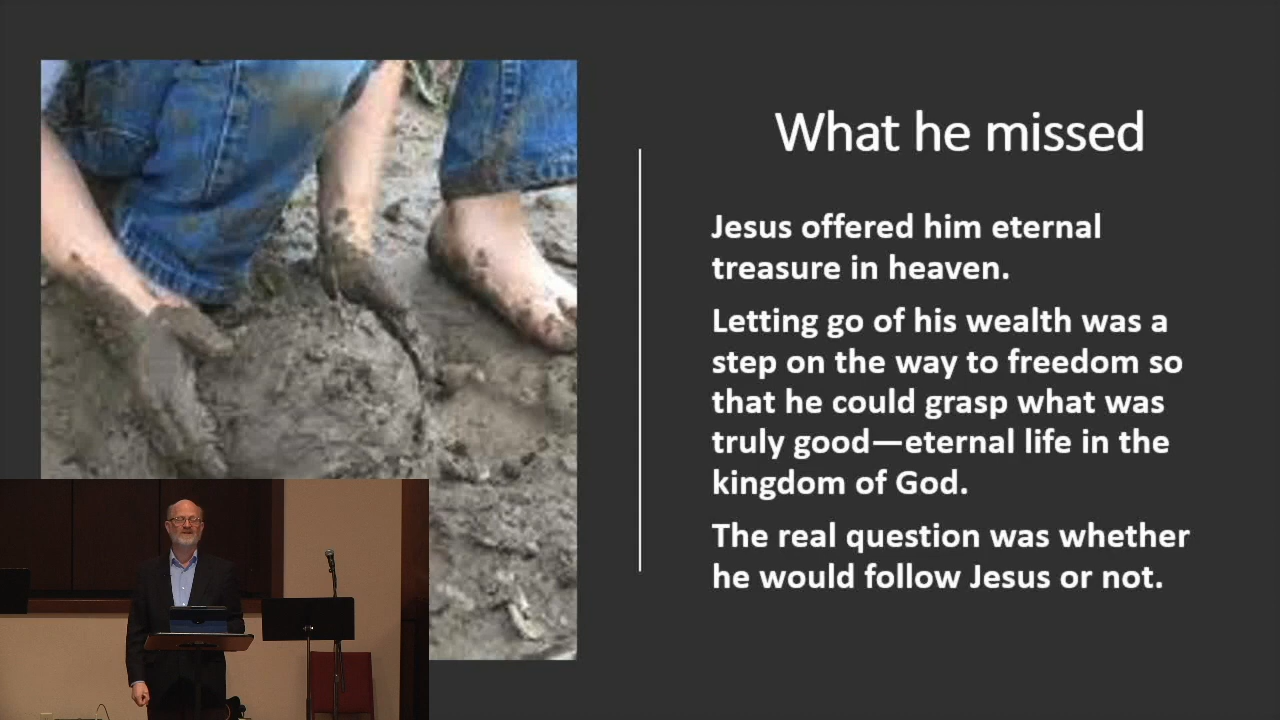 What he missed
Jesus offered him eternal
treasure in heaven.
Letting go of his wealth was a
step on the way to freedom so
that he could grasp what was
truly good—eternal life in the
kingdom of God.
The real question was whether
he would follow Jesus or not.